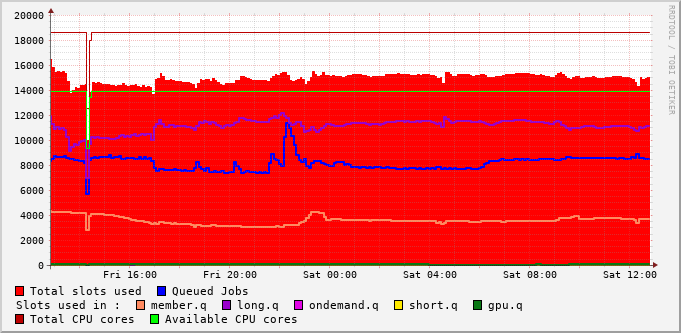 20000
18000
16000
14000
12000
10000
8000
6000
4000
2000
0
Fri 16:00 Fri 20:00 Sat 00:00 Sat 04:00 Sat 08:00 Sat 12:00
Total slots used Queued Jobs
Slots used in : member.q long.q ondemand.q short.q gpu.q
Total CPU cores Available CPU cores
RRDTOOL / TOBI OETIKER